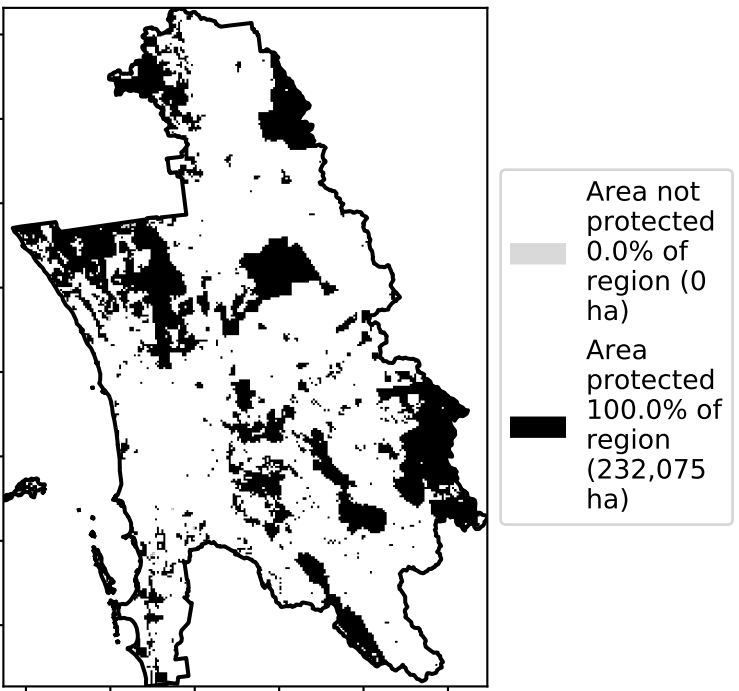 Area not
protected
0.0% of
region (0
ha)
Area
protected
100.0% of
region
(232,075
ha)